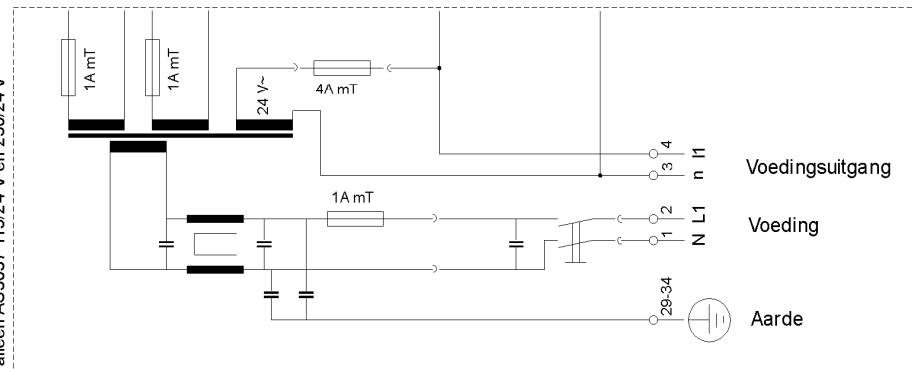 1A mT
1A mT
24 V~
4A mT
4
l1
3
n
Voedingsuitgang
1A mT
2
L1
Voeding
1
N
29-34
Aarde